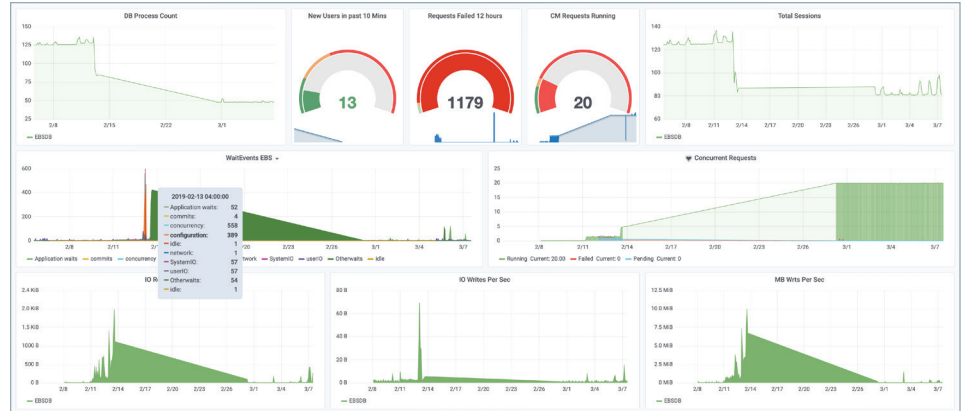 DB Process Count
150
125
100
75
50
25
2/8 2/15 2/22 3/1
EBSDB
New Users in past 10 Mins
13
Requests Failed 12 hours
1179
CM Requests Running
20
Total Sessions
140
120
103
80
60
2/8 2/11 2/14 2/17 2/20 2/23 2/26 3/1 3/4 3/7
EBSDB
WaitEvents EBS
600
400
200
0
2/8 2/11 2/20 2/23 2/26 3/1 3/4 3/7
Application waits commits concurrency
twork SystemIO userIO Otherwaits idle
2019-02-13 04:00:00
Application waits: 52
commits: 4
concurrency: 558
configuration: 389
idle: 1
network: 1
SystemIO: 57
userIO: 57
Otherwaits: 54
idle: 1
Concurrent Requests
25
20
15
10
5
0
2/8 2/11 2/14 2/17 2/20 2/23 2/26 3/1 3/4 3/7
Running Current: 20.00 Failed Current: 0 Pending Current: 0
IO R
2.4 KiB
2.0 KiB
1.5 KiB
1000 B
500 B
0 B
2/8 2/11 2/14 2/17 2/20 2/23 2/26 3/1 3/4 3/7
EBSDB
IO Writes Per Sec
80 B
60 B
40 B
20 B
0 B
2/8 2/11 2/14 2/17 2/20 2/23 2/26 3/1 3/4 3/7
EBSDB
MB Wrts Per Sec
12.5 MiB
10.0 MiB
7.5 MiB
5.0 MiB
2.5 MiB
0 MiB
2/8 2/11 2/14 2/17 2/20 2/23 2/26 3/1 3/4 3/7
EBSDB